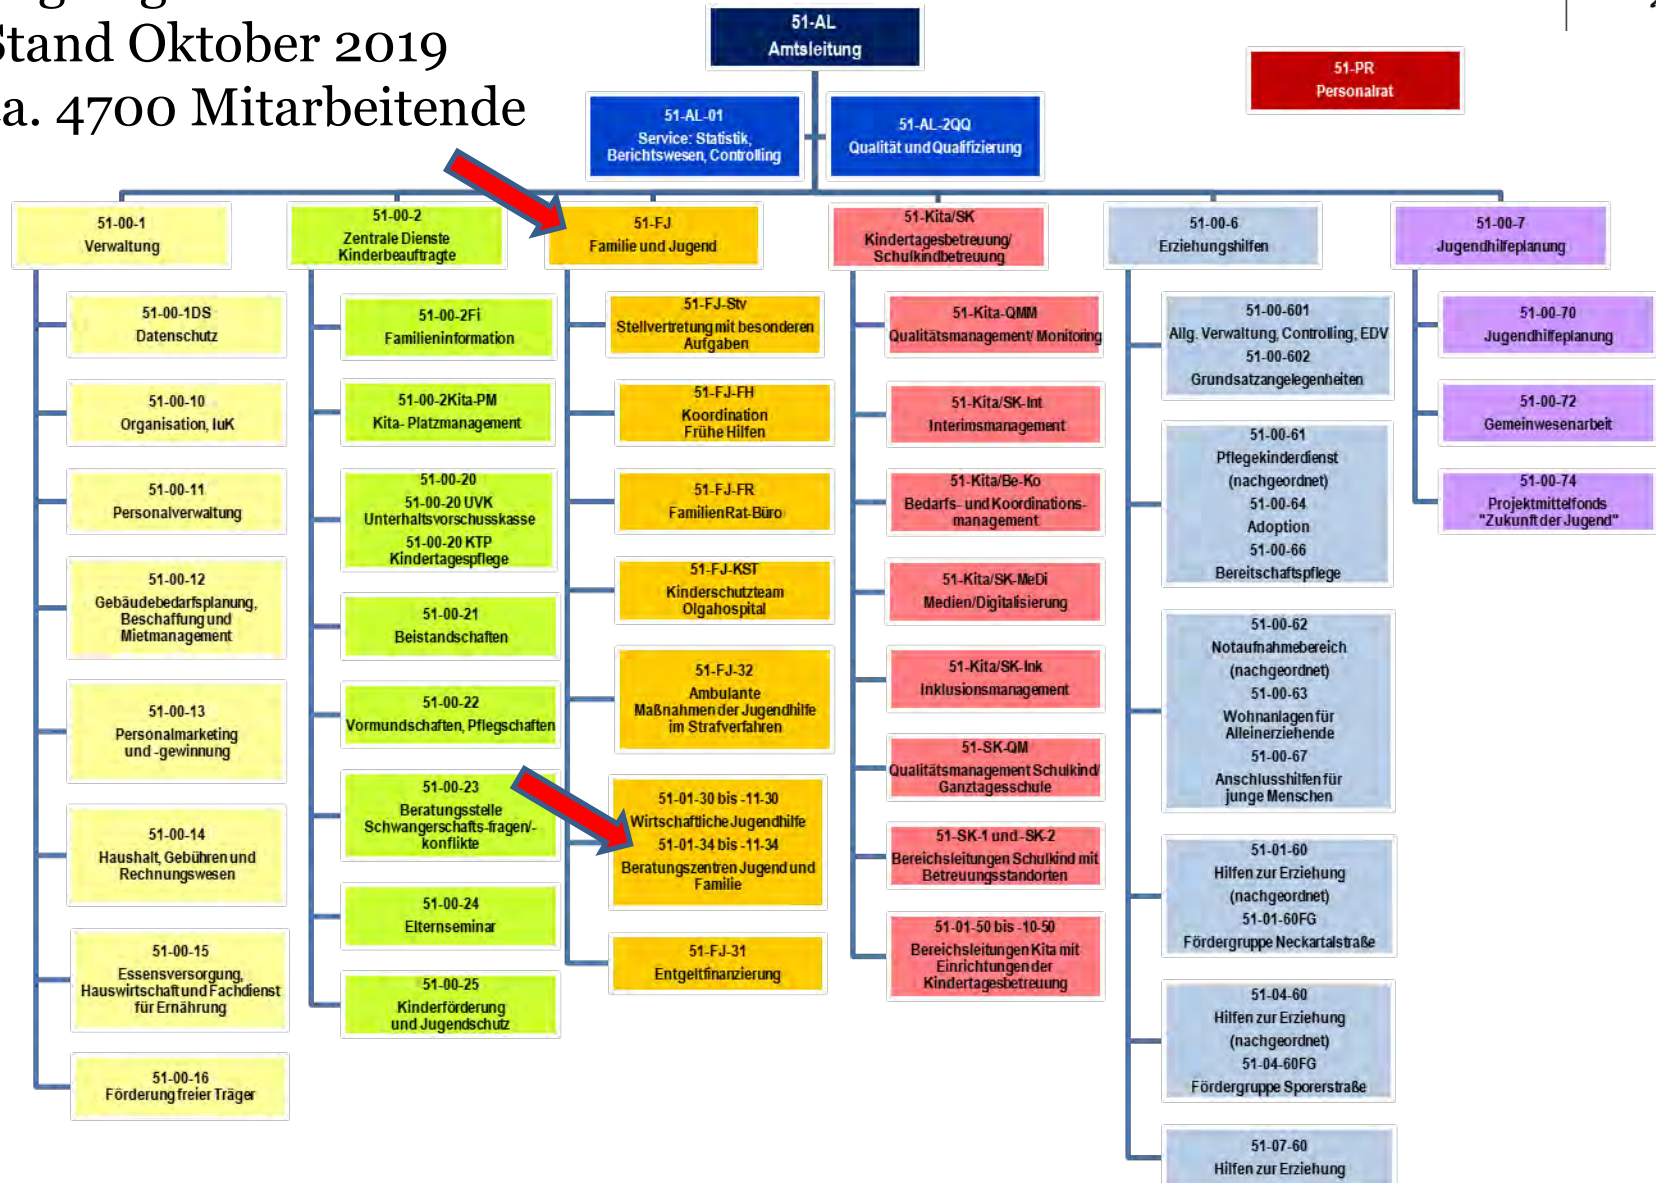 Stand Oktober 2019
ca. 4700 Mitarbeitende
51-AL
Amtsleitung
51-PR
Personalrat
51-AL-01
Service: Statistik,
Berichtswesen, Controlling
51-AL-2QQ
Qualität und Qualifizierung
51-00-1
Verwaltung
51-00-1DS
Datenschutz
51-00-10
Organisation, IuK
51-00-11
Personalverwaltung
51-00-12
Gebäudebedarfsplanung,
Beschaffung und
Mietmanagement
51-00-13
Personalmarketing
und -gewinnung
51-00-14
Haushalt, Gebühren und
Rechnungswesen
51-00-15
Essensversorgung,
Hauswirtschaft und Fachdienst
für Ernährung
51-00-16
Förderung freier Träger
51-00-2
Zentrale Dienste
Kinderbeauftragte
51-00-2Fi
Familieninformation
51-00-2Kita-PM
Kita- Platzmanagement
51-00-20
51-00-20 UVK
Unterhaltsvorschusskasse
51-00-20 KTP
Kindertagespflege
51-00-21
Beistandschaften
51-00-22
Vormundschaften, Pflegschaften
51-00-23
Beratungsstelle
Schwangerschafts-fragen/-
konflikte
51-00-24
Elternseminar
51-00-25
Kinderförderung
und Jugendschutz
51-FJ
Familie und Jugend
51-FJ-Stv
Stellvertretung mit besonderen
Aufgaben
51-FJ-FH
Koordination
Frühe Hilfen
51-FJ-FR
FamilienRat-Büro
51-FJ-KST
Kinderschutzteam
Olgahospital
51-FJ-32
Ambulante
Maßnahmen der Jugendhilfe
im Strafverfahren
51-01-30 bis -11-30
Wirtschaftliche Jugendhilfe
51-01-34 bis -11-34
Beratungszentren Jugend und
Familie
51-FJ-31
Entgeltfinanzierung
51-Kita/SK
Kindertagesbetreuung/
Schulkindbetreuung
51-Kita-QMM
Qualitätsmanagement/ Monitoring
51-Kita/SK-Int
Interimsmanagement
51-Kita/Be-Ko
Bedarfs- und Koordinations-
management
51-Kita/SK-MeDi
Medien/Digitalisierung
51-Kita/SK-Ink
Inklusionsmanagement
51-SK-QM
Qualitätsmanagement Schulkind/
Ganztagesschule
51-SK-1 und -SK-2
Bereichsleitungen Schulkind mit
Betreuungsstandorten
51-01-50 bis -10-50
Bereichsleitungen Kita mit
Einrichtungen der
Kindertagesbetreuung
51-00-6
Erziehungshilfen
51-00-601
Allg. Verwaltung, Controlling, EDV
51-00-602
Grundsatzangelegenheiten
51-00-61
Pflegekinderdienst
(nachgeordnet)
51-00-64
Adoption
51-00-66
Bereitschaftspflege
51-00-62
Notaufnahmebereich
(nachgeordnet)
51-00-63
Wohnanlagen für
Alleinerziehende
51-00-67
Anschlusshilfen für
junge Menschen
51-01-60
Hilfen zur Erziehung
(nachgeordnet)
51-01-60FG
Fördergruppe Neckartalstraße
51-04-60
Hilfen zur Erziehung
(nachgeordnet)
51-04-60FG
Fördergruppe Sporerstraße
51-07-60
Hilfen zur Erziehung
51-00-7
Jugendhilfeplanung
51-00-70
Jugendhilfeplanung
51-00-72
Gemeinwesenarbeit
51-00-74
Projektmittelfonds
"Zukunft der Jugend"